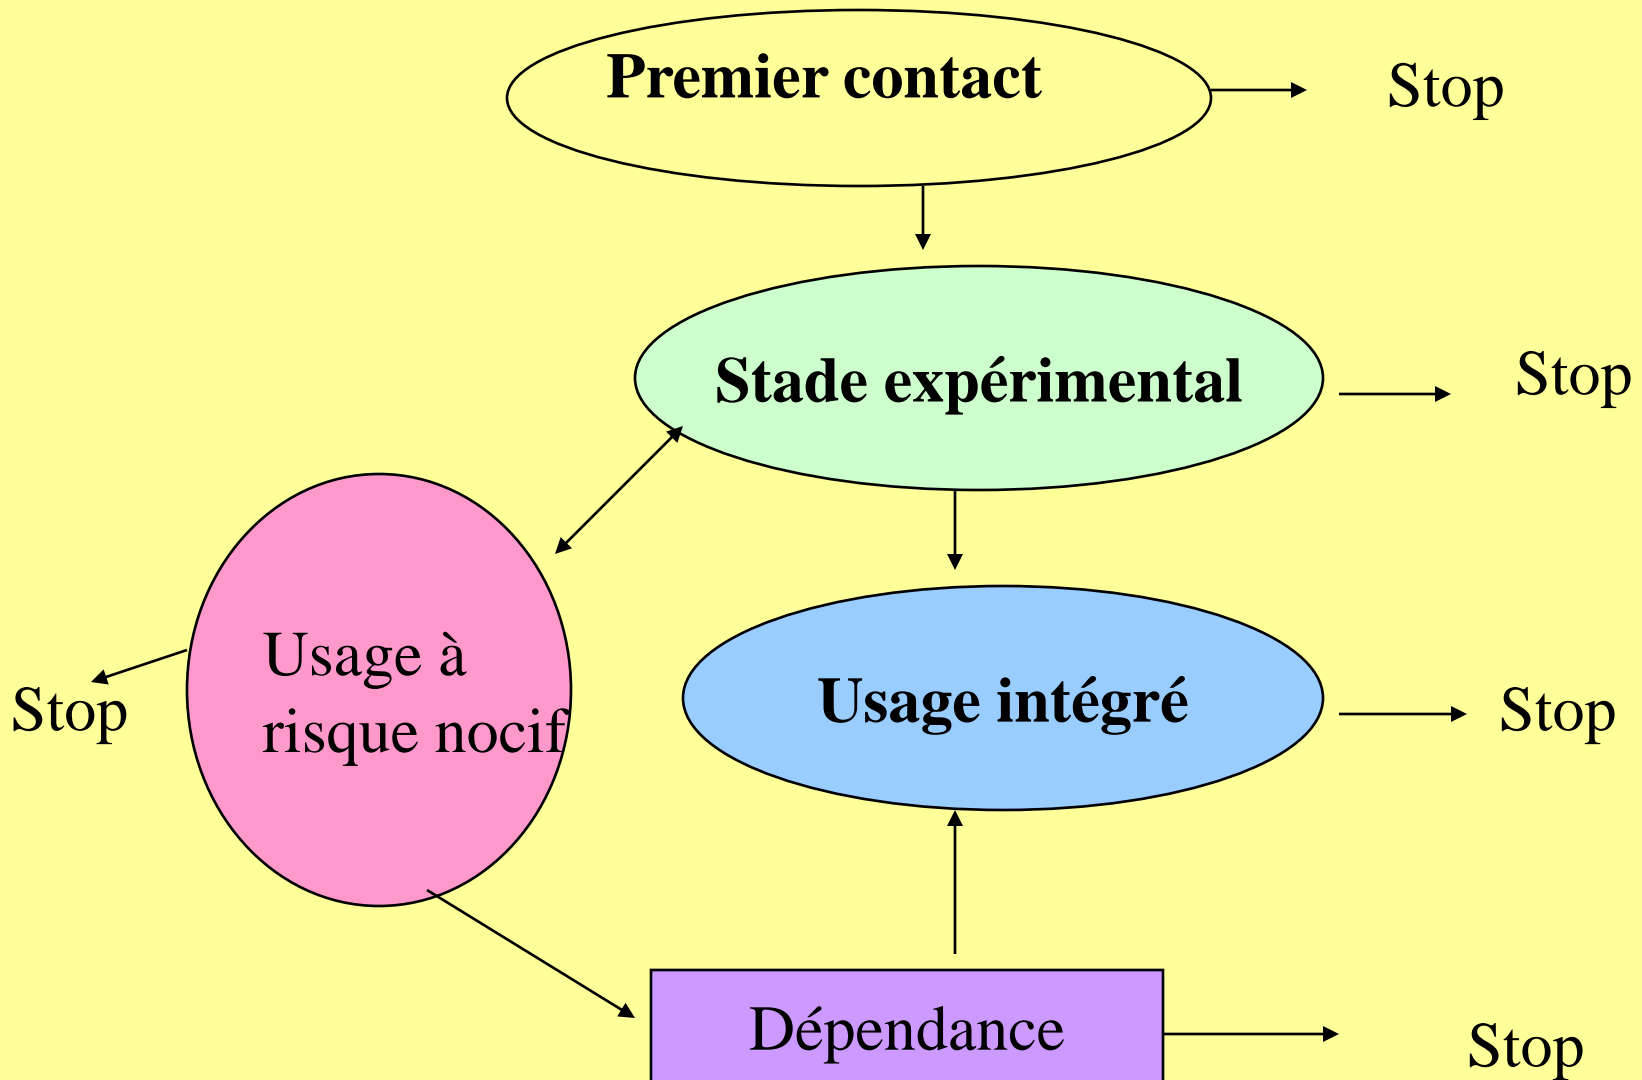 Premier contact
Stop
Stade expérimental
Stop
Usage à
risque nocif
Stop
Usage intégré
Stop
Dépendance
Stop